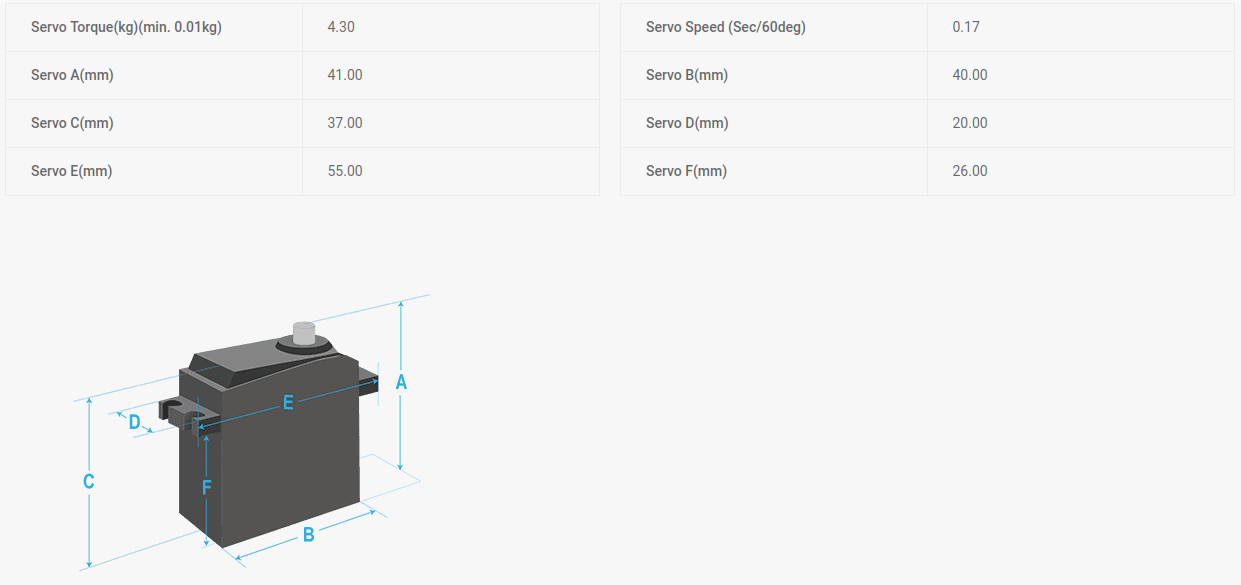 Servo Torque(kg)(min. 0.01kg) 4.30 Servo Speed (Sec/60deg) 0.17
Servo A(mm) 41.00 Servo B(mm) 40.00
Servo C(mm) 37.00 Servo D(mm) 20.00
Servo E(mm) 55.00 Servo F(mm) 26.00
A
E
D
C
F
B